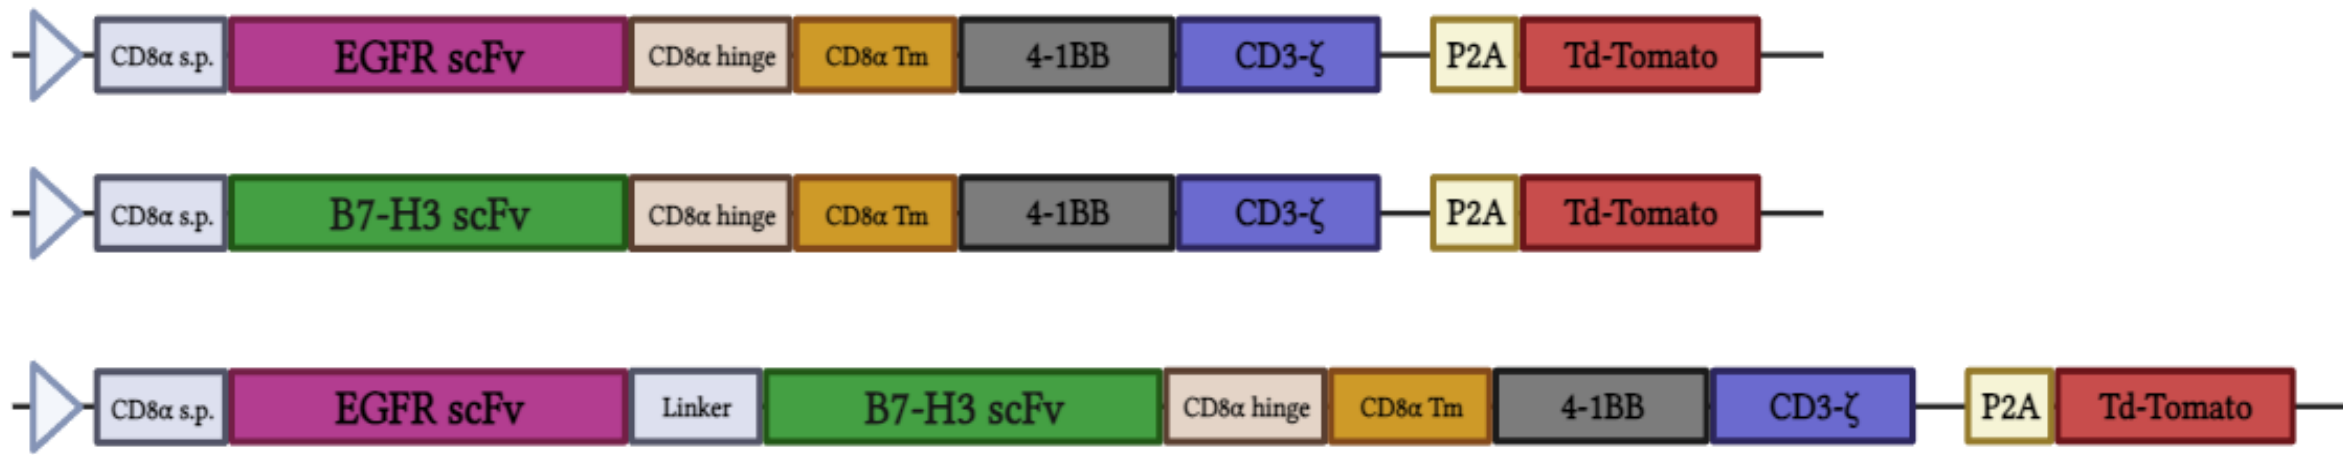 CD8α s.p. EGFR scFv CD8α hinge CD8α Tm 4-1BB CD3-ζ P2A Td-Tomato
CD8α s.p. B7-H3 scFv CD8α hinge CD8α Tm 4-1BB CD3-ζ P2A Td-Tomato
CD8α s.p. EGFR scFv Linker B7-H3 scFv CD8α hinge CD8α Tm 4-1BB CD3-ζ P2A Td-Tomato